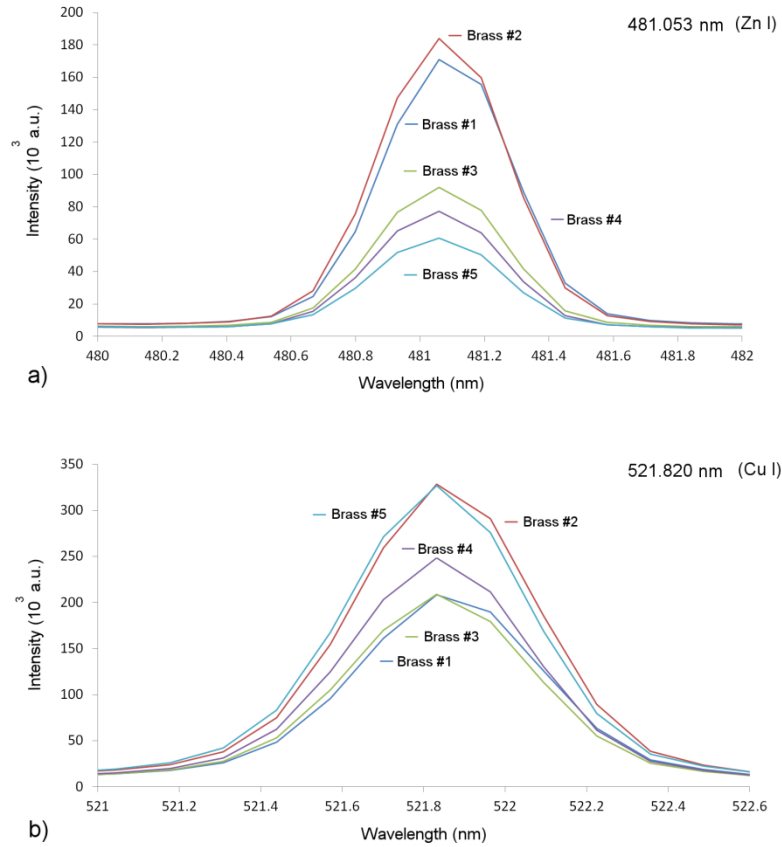 481.053 nm (Zn I)
200
180
160
140
120
100
80
60
40
20
0
Intensity (10³ a.u.)
Brass #2
Brass #1
Brass #3
Brass #4
Brass #5
480 480.2 480.4 480.6 480.8 481 481.2 481.4 481.6 481.8 482
Wavelength (nm)
a)
521.820 nm (Cu I)
350
300
250
200
150
100
50
0
Intensity (10³ a.u.)
Brass #5
Brass #2
Brass #4
Brass #3
Brass #1
521 521.2 521.4 521.6 521.8 522 522.2 522.4 522.6
Wavelength (nm)
b)